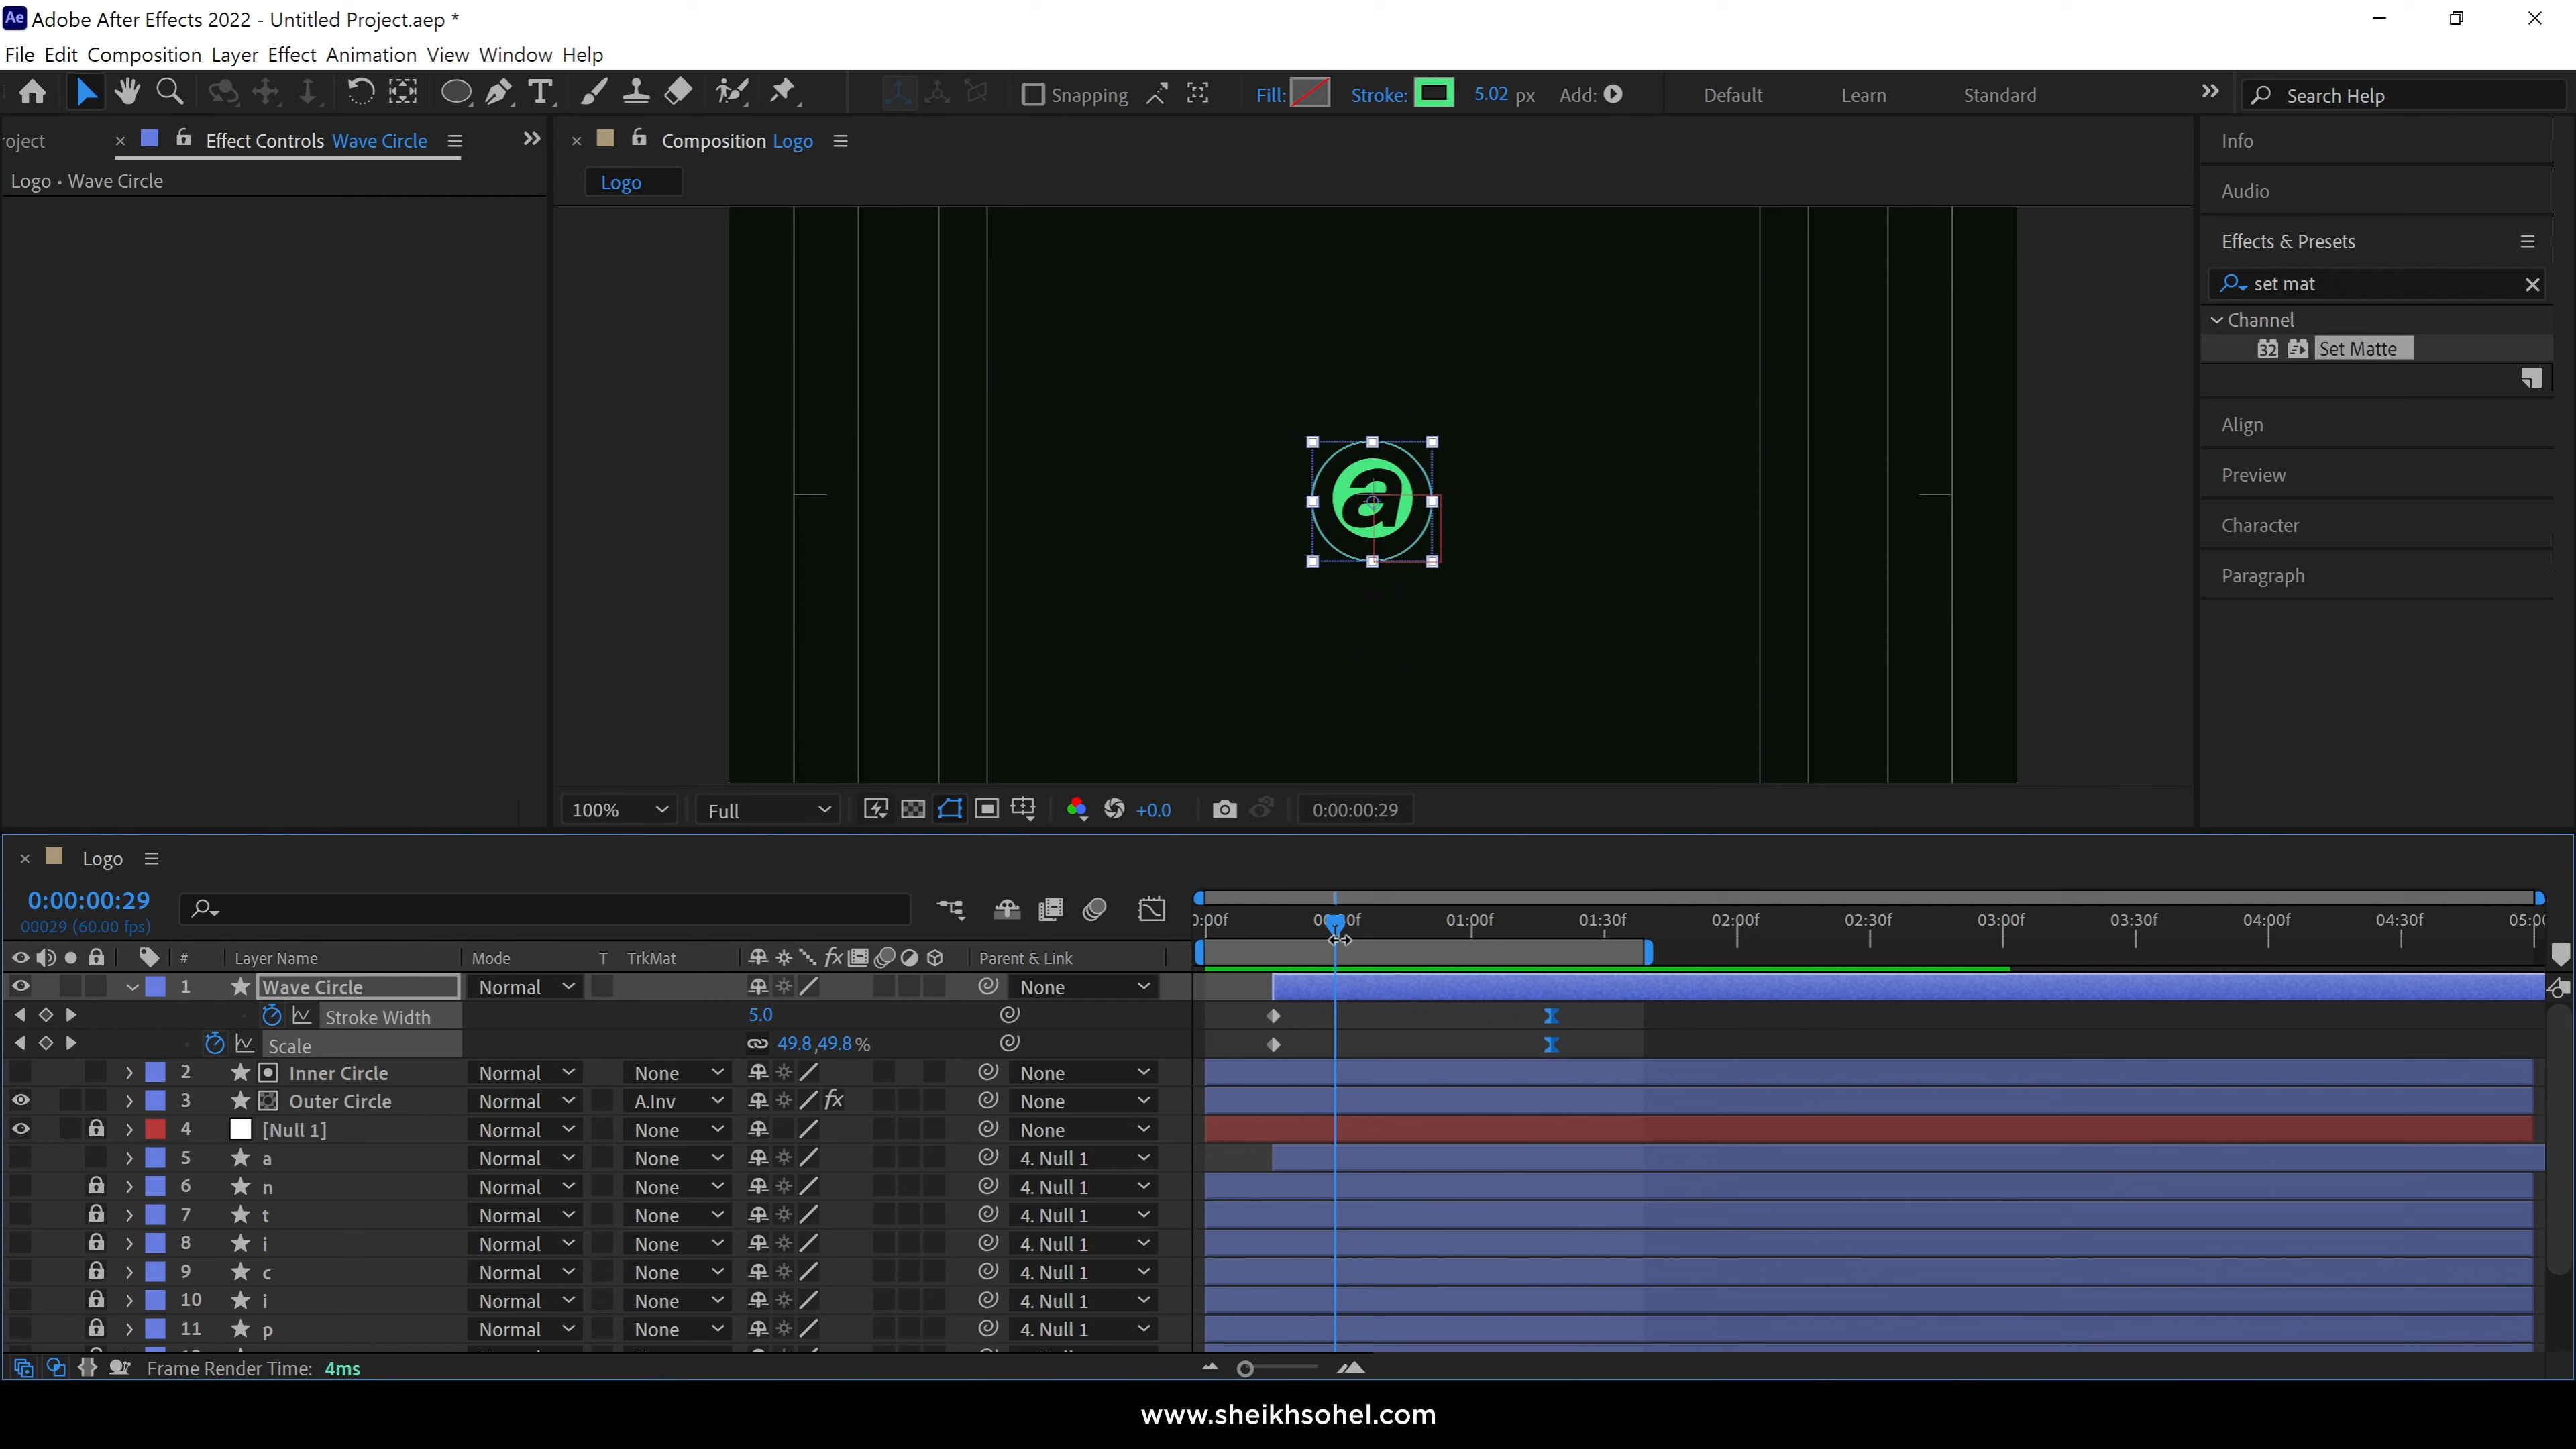 Ae Adobe After Effects 2022 - Untitled Project.aep *
File Edit Composition Layer Effect Animation View Window Help
Snapping Fill: Stroke: 5.02 px Add: Default Learn Standard Search Help
roject Effect Controls Wave Circle
Logo • Wave Circle
Composition Logo
Logo
a
100% Full +0.0 0:00:00:29
Info
Audio
Effects & Presets
set mat
Channel
32 Set Matte
Align
Preview
Character
Paragraph
Logo
0:00:00:29
00029 (60.00 fps)
00f 01:00f 01:30f 02:00f 02:30f 03:00f 03:30f 04:00f 04:30f
# Layer Name Mode T TrkMat fx Parent & Link
1 Wave Circle Normal None
Stroke Width 5.0
Scale 49.8,49.8 %
2 Inner Circle Normal None None
3 Outer Circle Normal A.Inv fx None
4 [Null 1] Normal None None
5 a Normal None 4. Null 1
6 n Normal None 4. Null 1
7 t Normal None 4. Null 1
8 i Normal None 4. Null 1
9 c Normal None 4. Null 1
10 i Normal None 4. Null 1
11 p Normal None 4. Null 1
Frame Render Time: 4ms
www.sheikhsohel.com